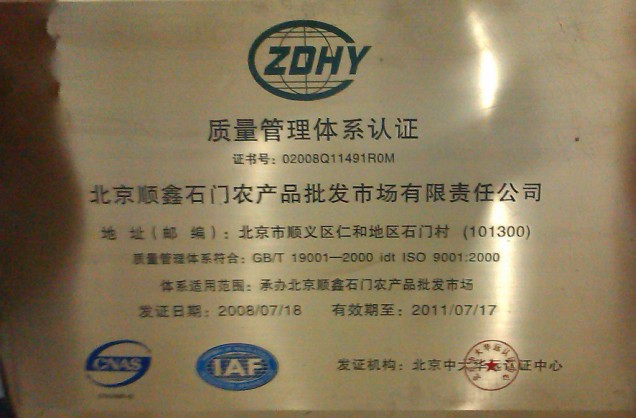 ZDHY
质量管理体系认证
证书号：02008Q11491R0M
北京顺鑫石门农产品批发市场有限责任公司
地 址（邮 编）：北京市顺义区仁和地区石门村 (101300)
质量管理体系符合：GB/T 19001—2000 idt ISO 9001:2000
体系适用范围：承办北京顺鑫石门农产品批发市场
发证日期：2008/07/18 有效期至：2011/07/17
CNAS IAF 发证机构：北京中大华远认证中心